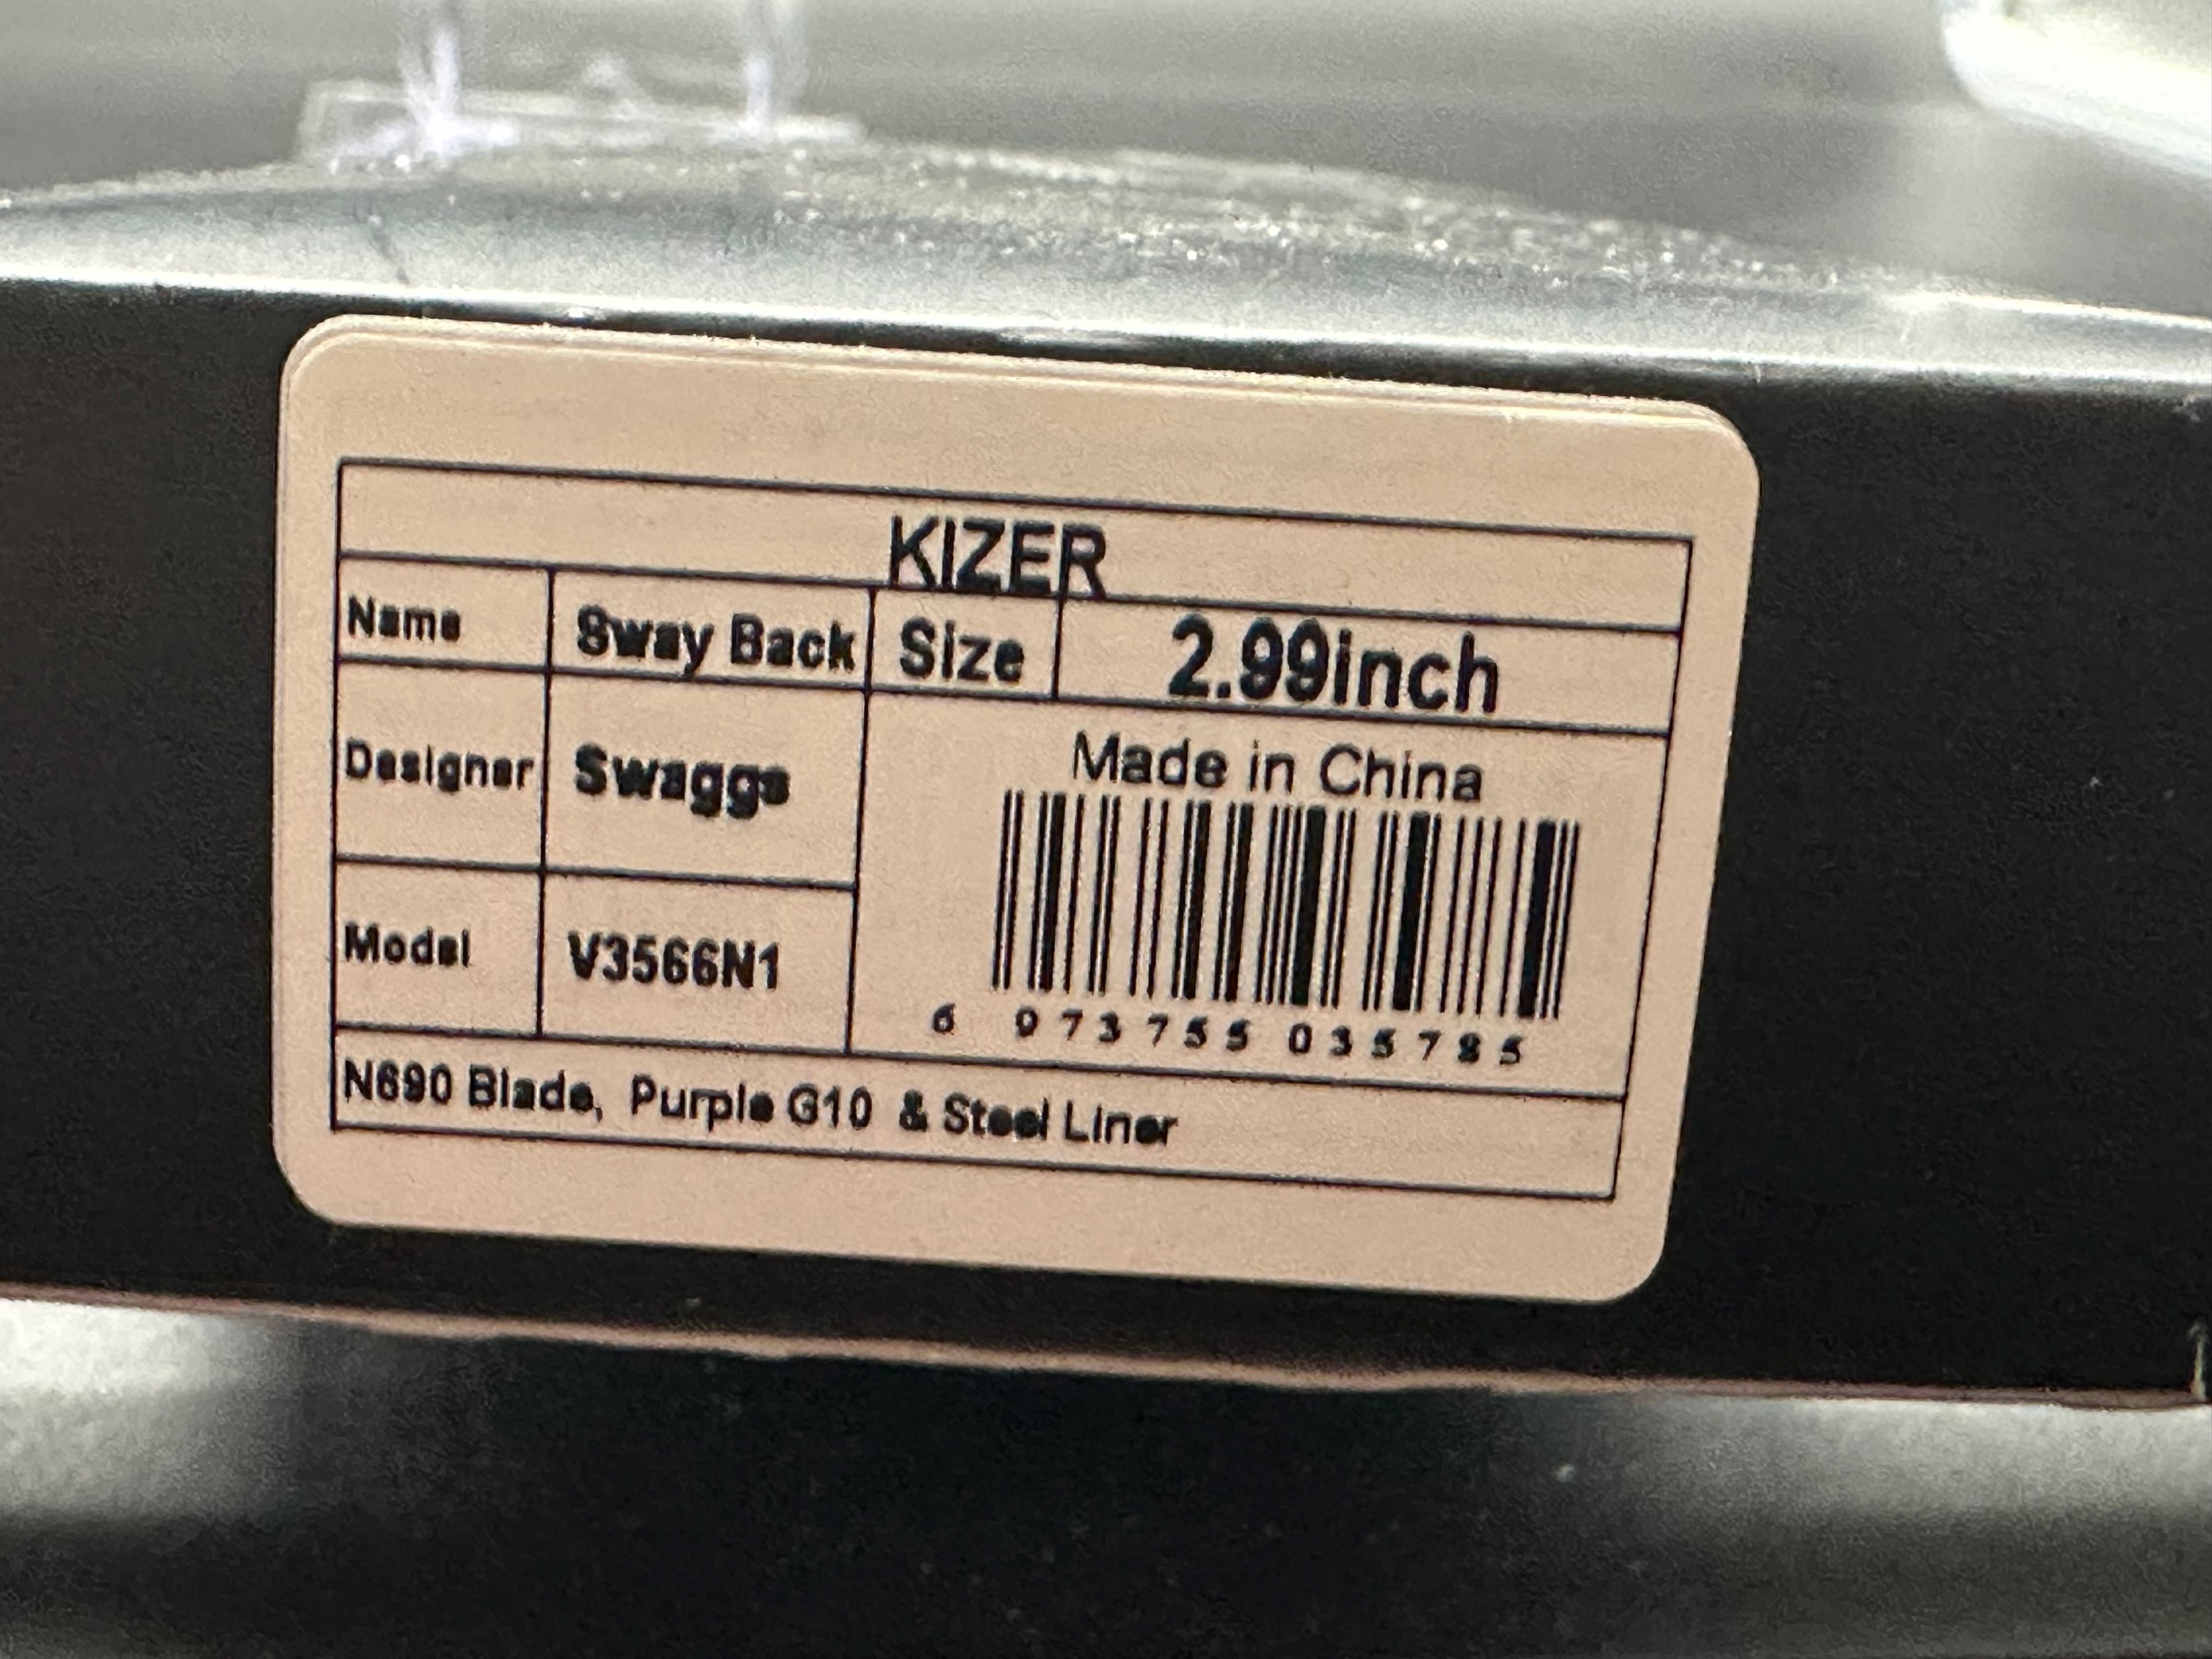 KIZER
Name Sway Back Size 2.99inch
Designer Swaggs
Made in China
Model V3566N1
6 973755 035785
N690 Blade, Purple G10 & Steel Liner